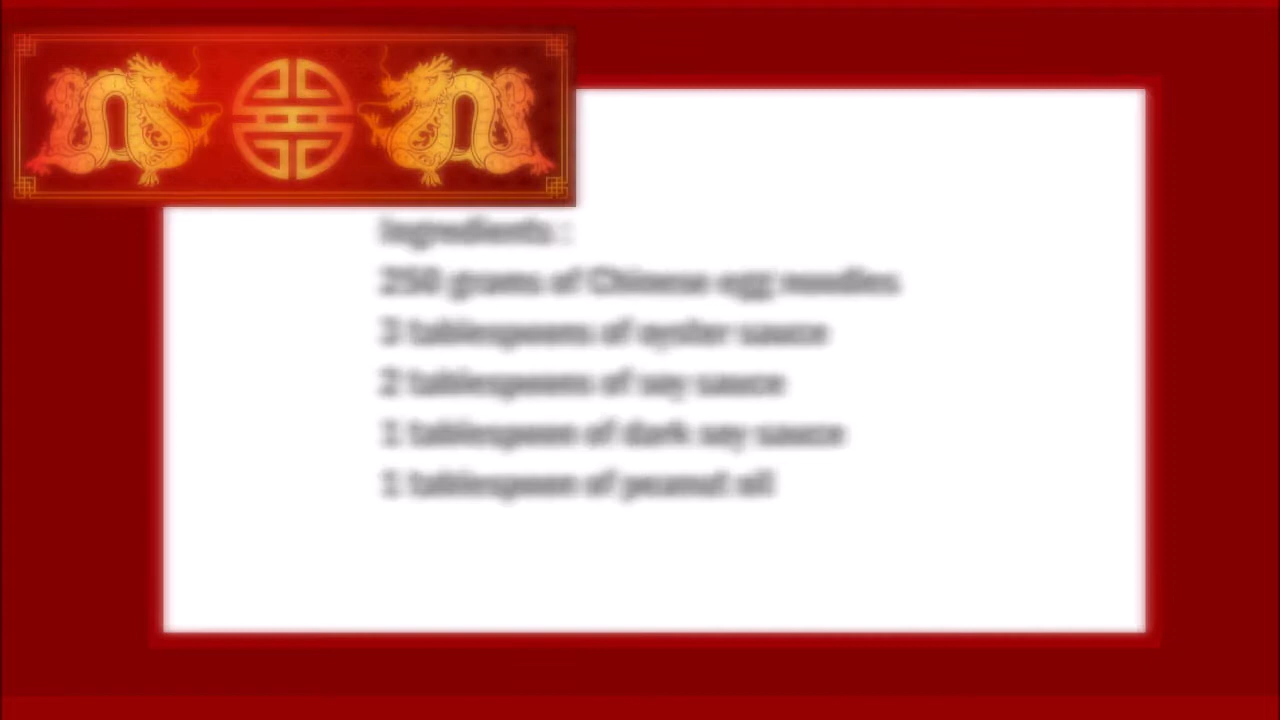 Ingredients :
250 grams of Chinese egg noodles
3 tablespoons of oyster sauce
2 tablespoons of soy sauce
1 tablespoon of dark soy sauce
1 tablespoon of peanut oil